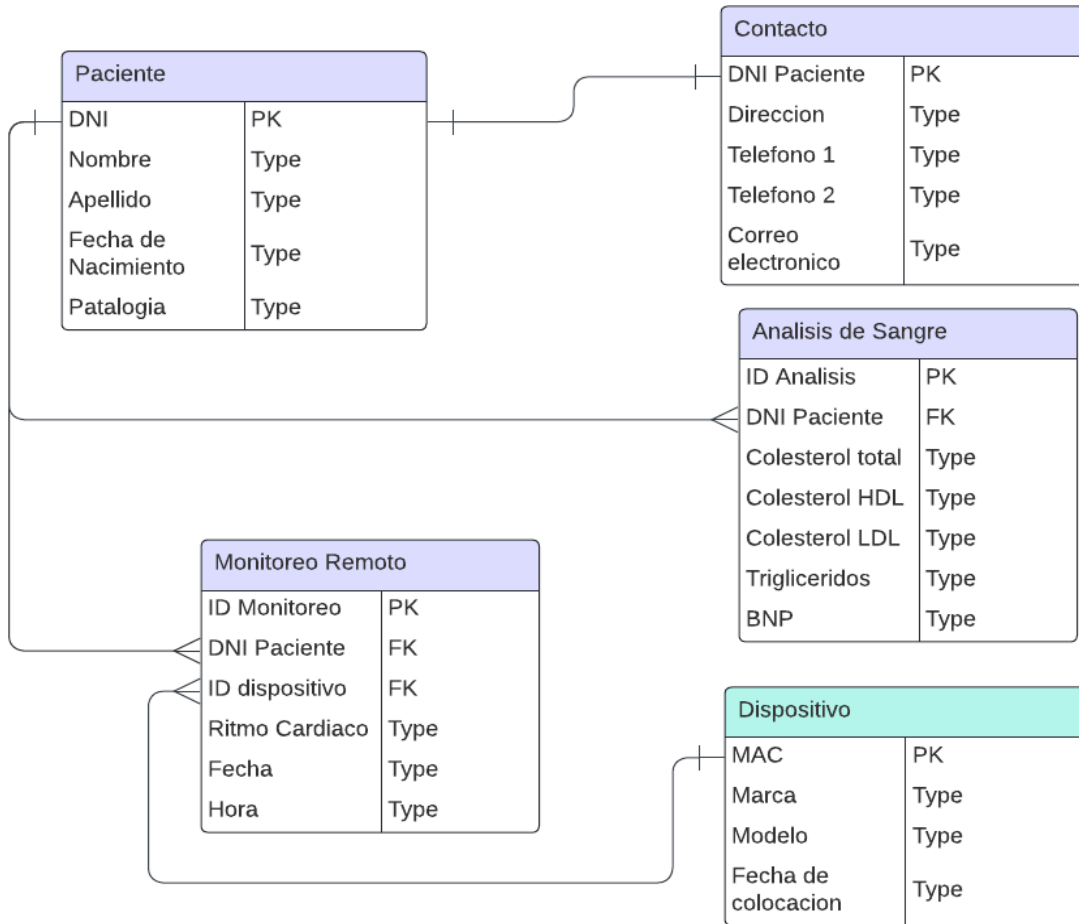 Paciente
DNI PK
Nombre Type
Apellido Type
Fecha de
Nacimiento Type
Patalogia Type
Contacto
DNI Paciente PK
Direccion Type
Telefono 1 Type
Telefono 2 Type
Correo
electronico Type
Analisis de Sangre
ID Analisis PK
DNI Paciente FK
Colesterol total Type
Colesterol HDL Type
Colesterol LDL Type
Trigliceridos Type
BNP Type
Monitoreo Remoto
ID Monitoreo PK
DNI Paciente FK
ID dispositivo FK
Ritmo Cardiaco Type
Fecha Type
Hora Type
Dispositivo
MAC PK
Marca Type
Modelo Type
Fecha de
colocacion Type